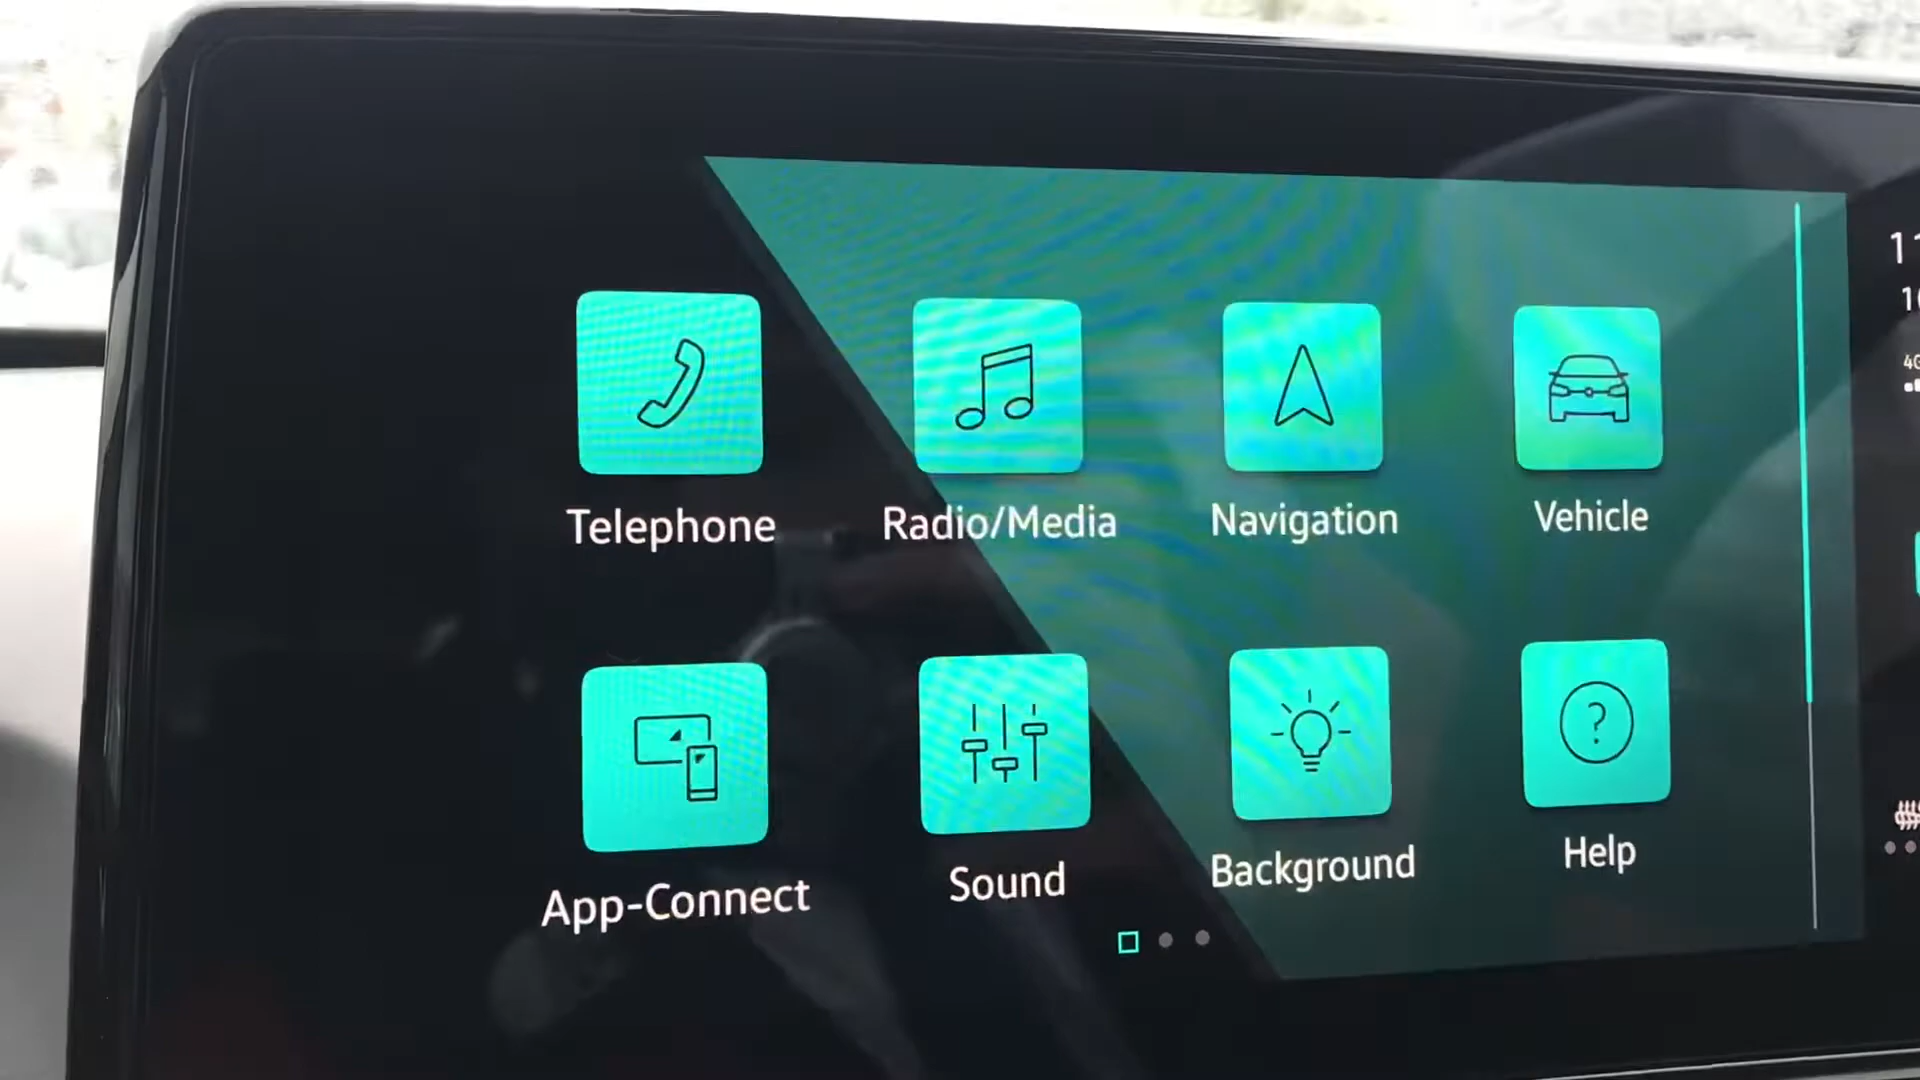 Telephone
Radio/Media
Navigation
Vehicle
App-Connect
Sound
Background
Help
?